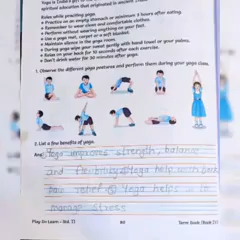 Yoga is India's gift to
spiritual education that originated in ancient
Rules while practising yoga:
• Practice on an empty stomach or minimum 3 hours after eating.
• Remember to wear clean and comfortable clothes.
• Perform without wearing anything on your feet.
• Use a yoga mat, carpet or a soft blanket.
• Maintain silence in the yoga room.
• During yoga wipe your sweat gently with hand towel or your palms.
• Relax on your back for 10 seconds after each exercise.
• Don't drink water for 30 minutes after yoga.
1. Observe the different yoga postures and perform them during your yoga class.
2. List a few benefits of yoga.
Ans Yoga improves strength, balance
and flexibility Yoga help with back
pain relief Yoga helps
manage stress
Play On Learn - Std. II
60
Term Book (Book 2)